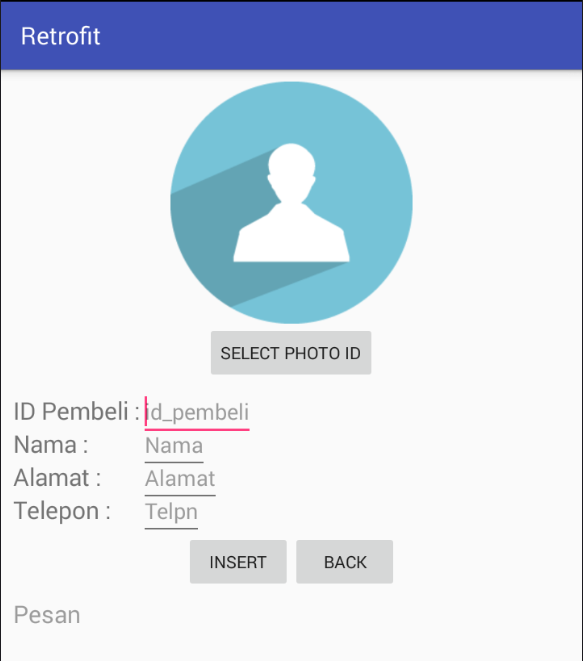 Retrofit
SELECT PHOTO ID
ID Pembeli : id_pembeli
Nama : Nama
Alamat : Alamat
Telepon : Telpn
INSERT BACK
Pesan